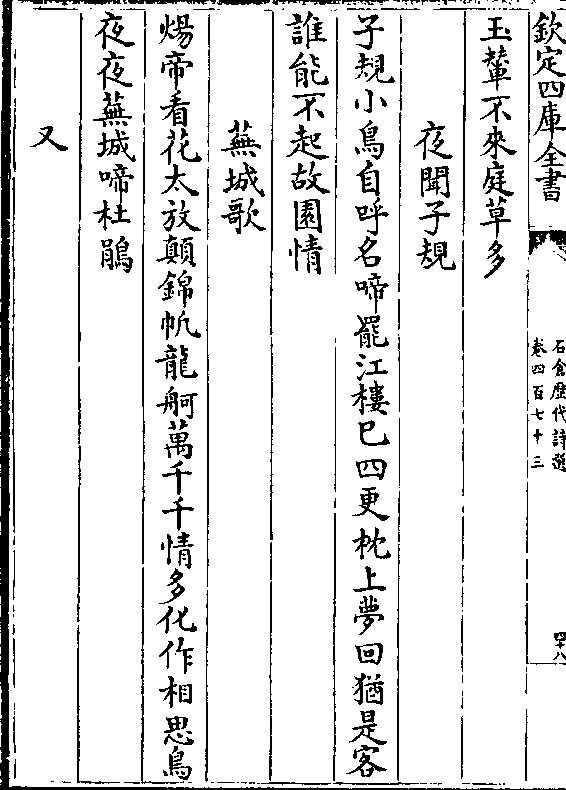 欽定四庫全書
石倉歷代詩選
卷四百七十三
四十八
玉輦不來庭草多
夜聞子規
子規小鳥自呼名啼罷江樓已四更枕上夢回猶是客
誰能不起故園情
蕪城歌
煬帝看花太放顛錦帆龍舸萬千千情多化作相思鳥
夜夜蕪城啼杜鵑
又